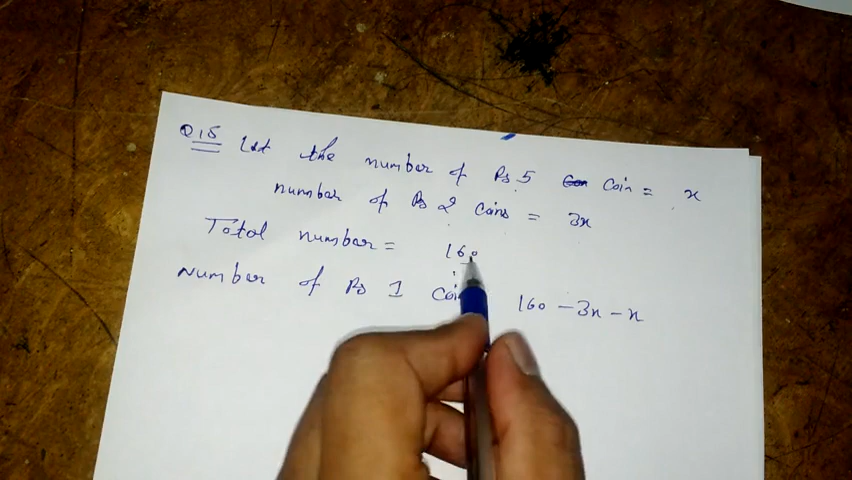 Q.15 Let the number of Rs 5 Coin = x
number of Rs 2 Coins = 3x
Total number = 160
Number of Rs 1 Coin 160 - 3x - x